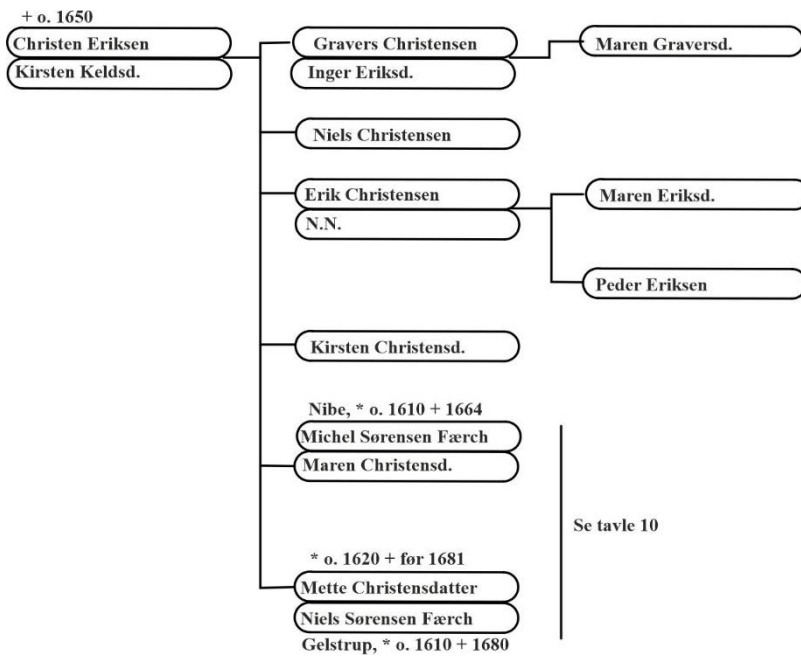 + o. 1650
Christen Eriksen
Kirsten Keldsd.
Gravers Christensen
Inger Eriksd.
Maren Graversd.
Niels Christensen
Erik Christensen
N.N.
Maren Eriksd.
Peder Eriksen
Kirsten Christensd.
Nibe, * o. 1610 + 1664
Michel Sørensen Færch
Maren Christensd.
Se tavle 10
* o. 1620 + før 1681
Mette Christensdatter
Niels Sørensen Færch
Gelstrup, * o. 1610 + 1680